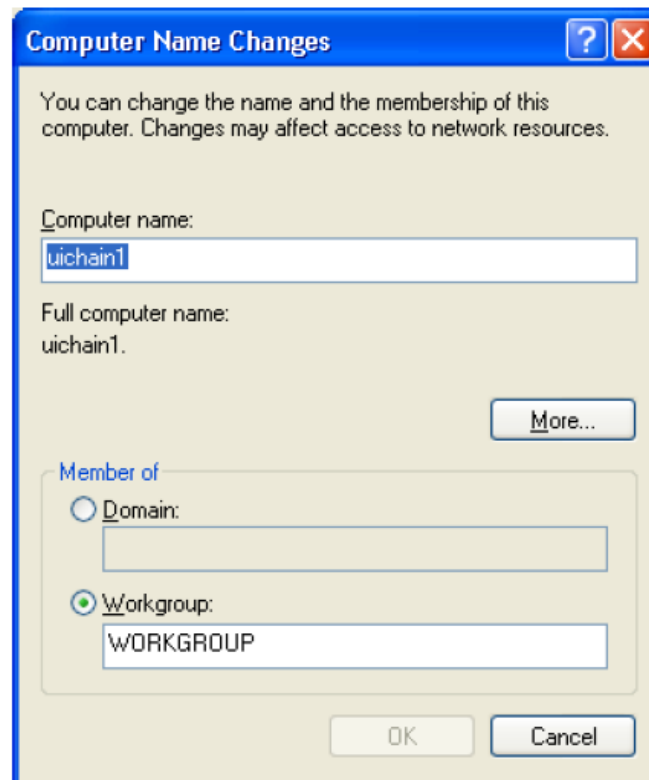 Computer Name Changes
You can change the name and the membership of this
computer. Changes may affect access to network resources.
Computer name:
uichain1
Full computer name:
uichain1.
More...
Member of
Domain:
Workgroup:
WORKGROUP
OK Cancel